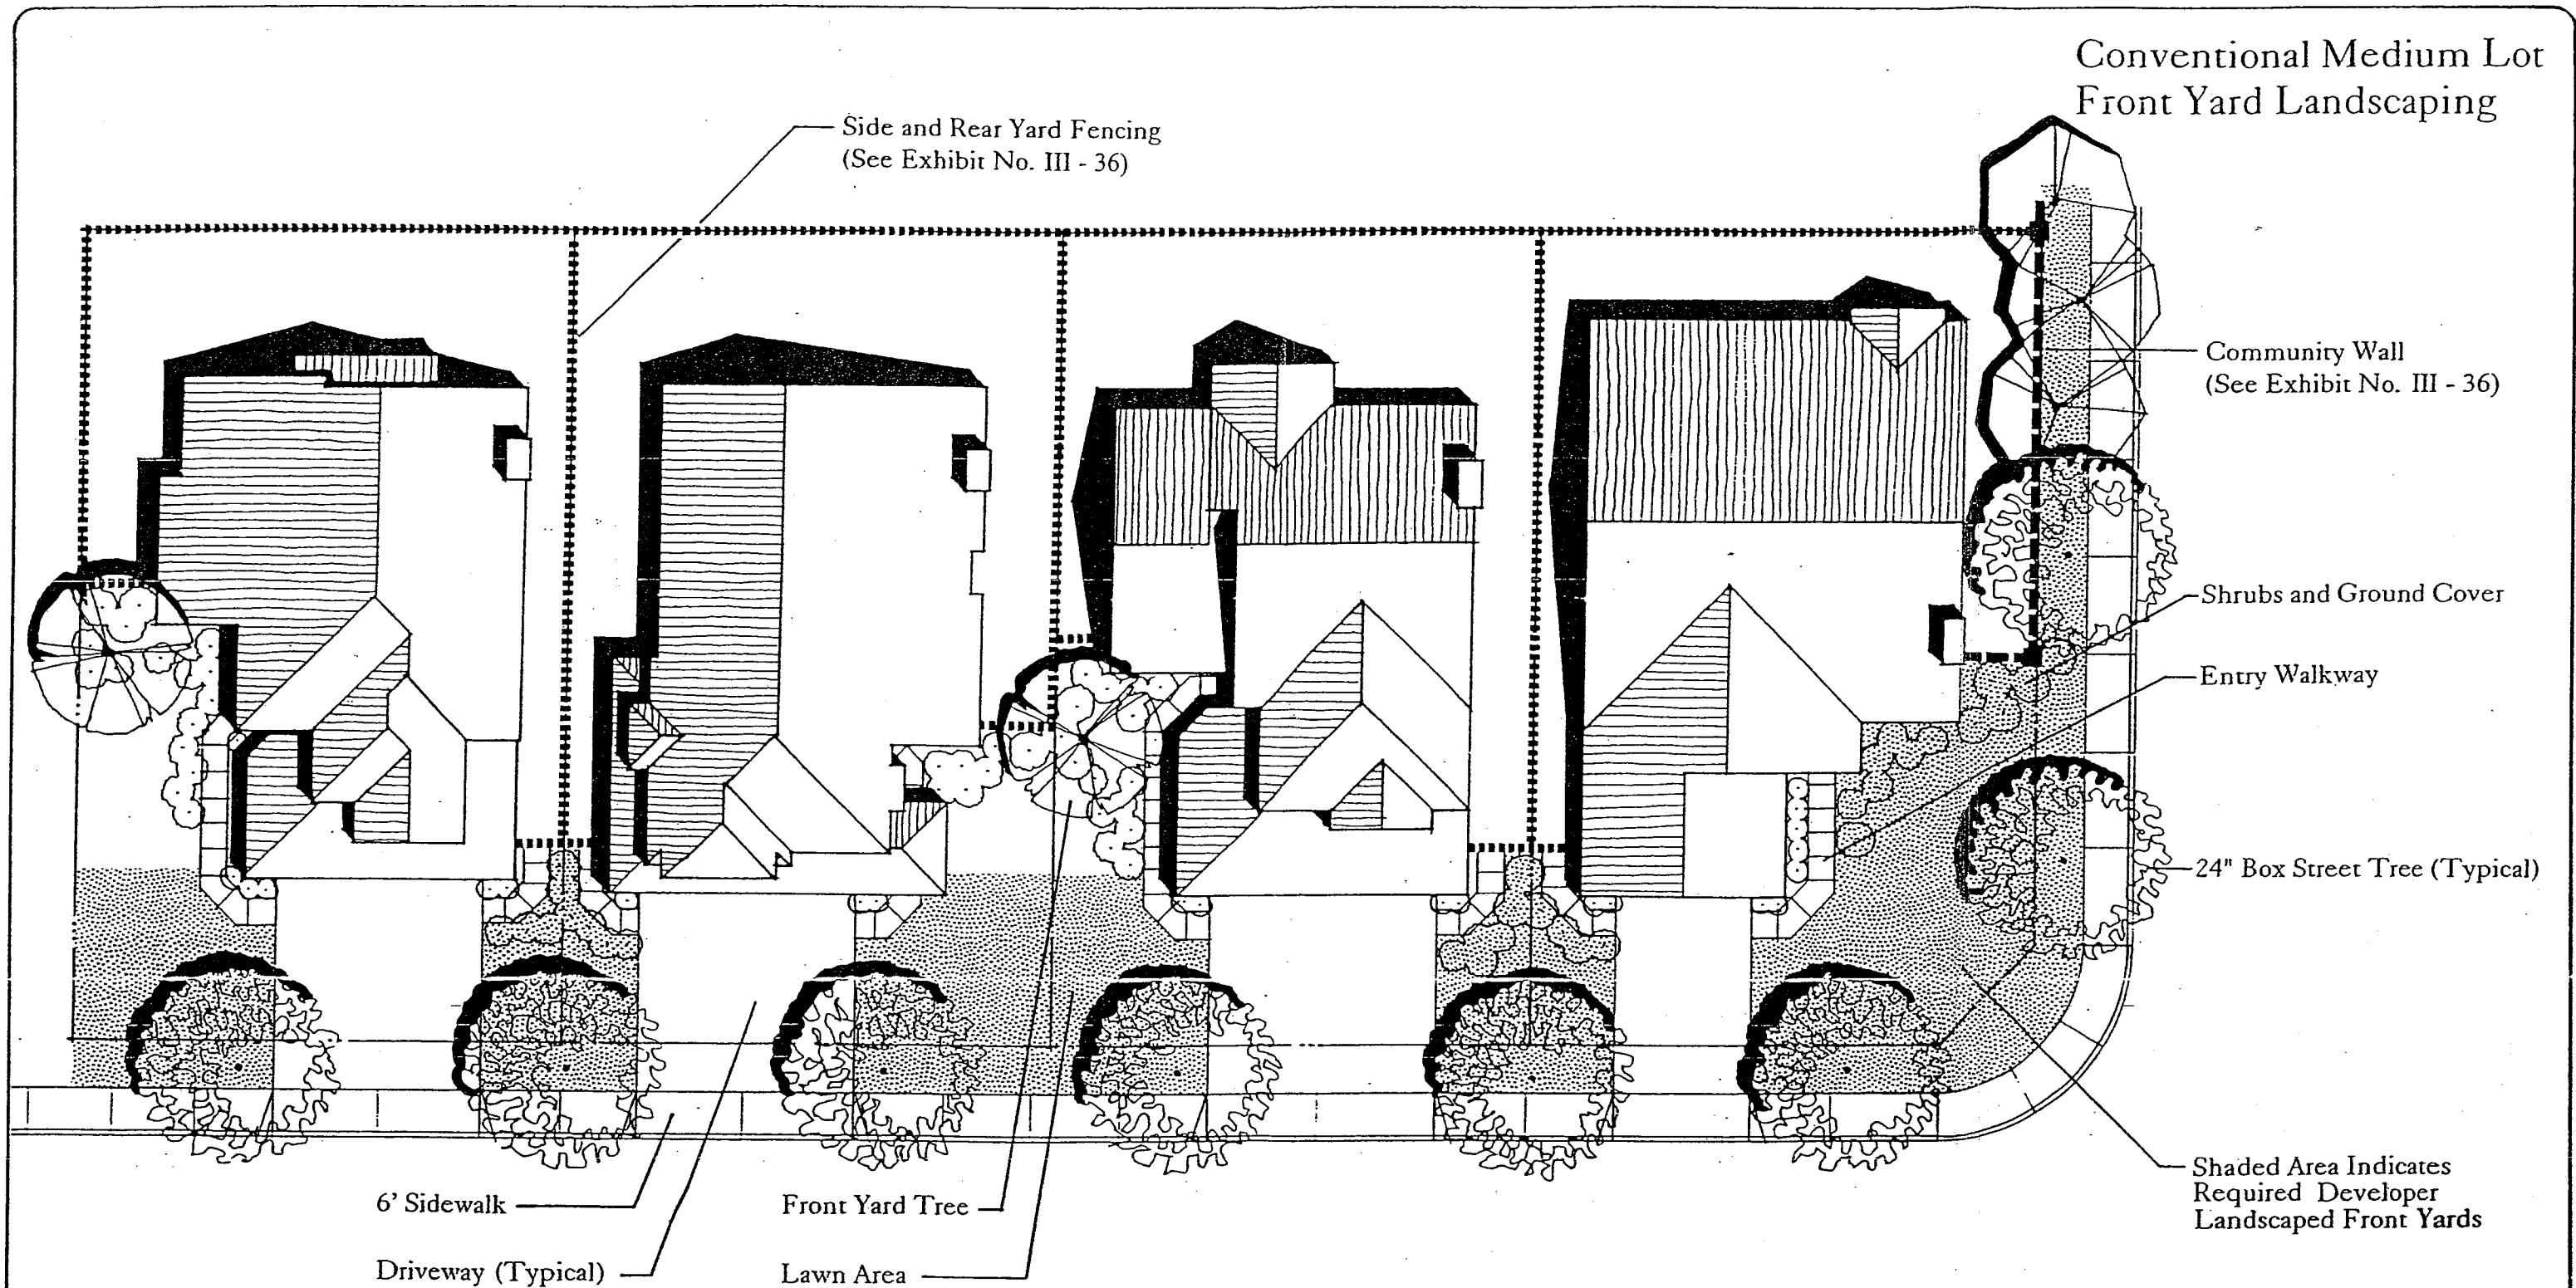 Conventional Medium Lot
Front Yard Landscaping
Side and Rear Yard Fencing
(See Exhibit No. III - 36)
Community Wall
(See Exhibit No. III - 36)
Shrubs and Ground Cover
Entry Walkway
24" Box Street Tree (Typical)
Shaded Area Indicates
Required Developer
Landscaped Front Yards
6' Sidewalk
Front Yard Tree
Driveway (Typical)
Lawn Area